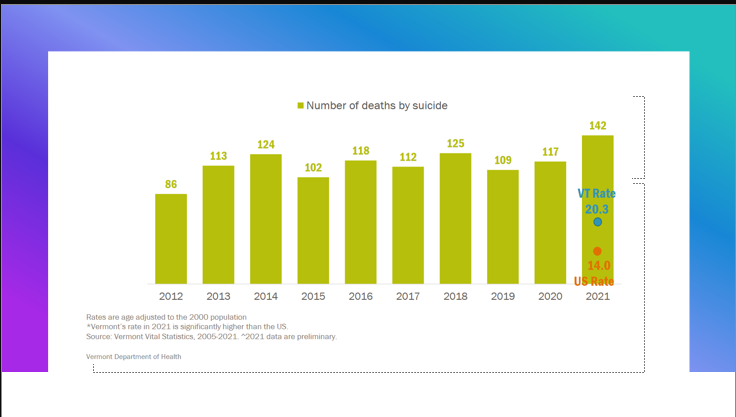 Number of deaths by suicide
86
113
124
102
118
112
125
109
117
142
VT Rate
20.3
14.0
US Rate
2012 2013 2014 2015 2016 2017 2018 2019 2020 2021
Rates are age adjusted to the 2000 population
*Vermont's rate in 2021 is significantly higher than the US.
Source: Vermont Vital Statistics, 2005-2021. ^2021 data are preliminary.
Vermont Department of Health